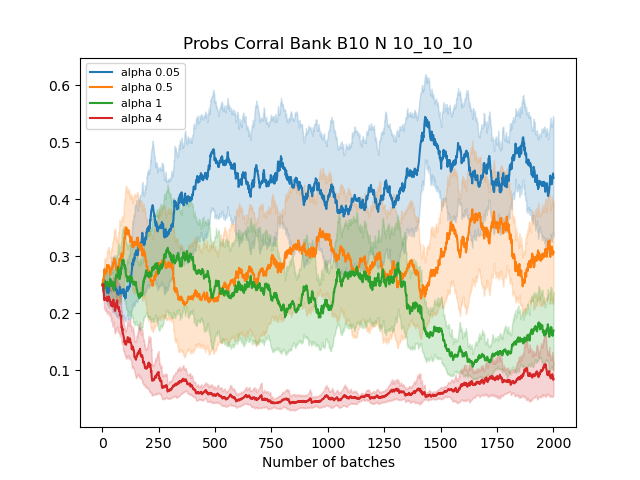 Probs Corral Bank B10 N 10_10_10
alpha 0.05
alpha 0.5
alpha 1
alpha 4
0.6
0.5
0.4
0.3
0.2
0.1
0 250 500 750 1000 1250 1500 1750 2000
Number of batches